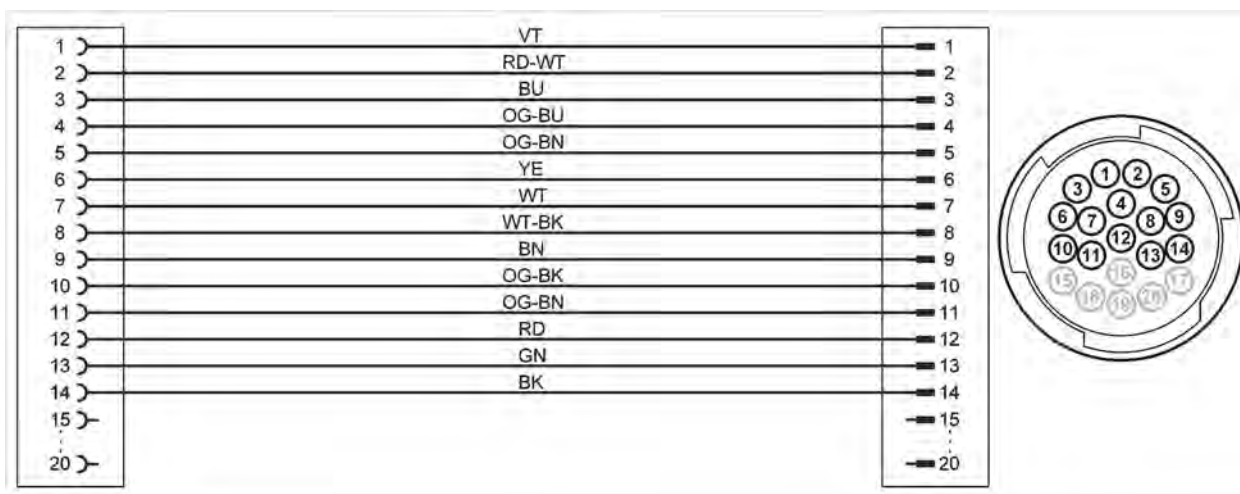 VT
1 1
RD-WT
2 2
BU
3 3
OG-BU
4 4
OG-BN
5 5
YE
6 6
WT
7 7
WT-BK
8 8
BN
9 9
OG-BK
10 10
OG-BN
11 11
RD
12 12
GN
13 13
BK
14 14
15 15
20 20
1 2
3 5
4
6 7 8 9
12
10 11 13 14
15 16 17
18 19 20